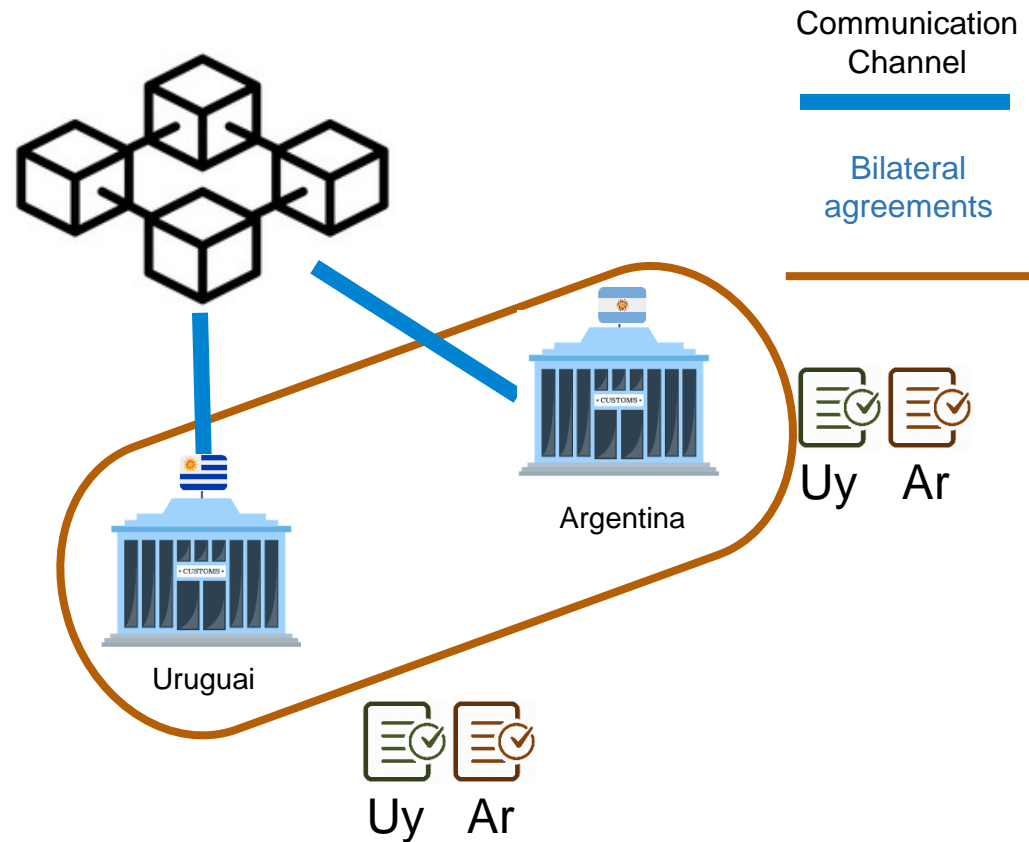 Communication
Channel
Bilateral
agreements
• CUSTOMS •
Argentina
Uy Ar
• CUSTOMS •
Uruguai
Uy Ar